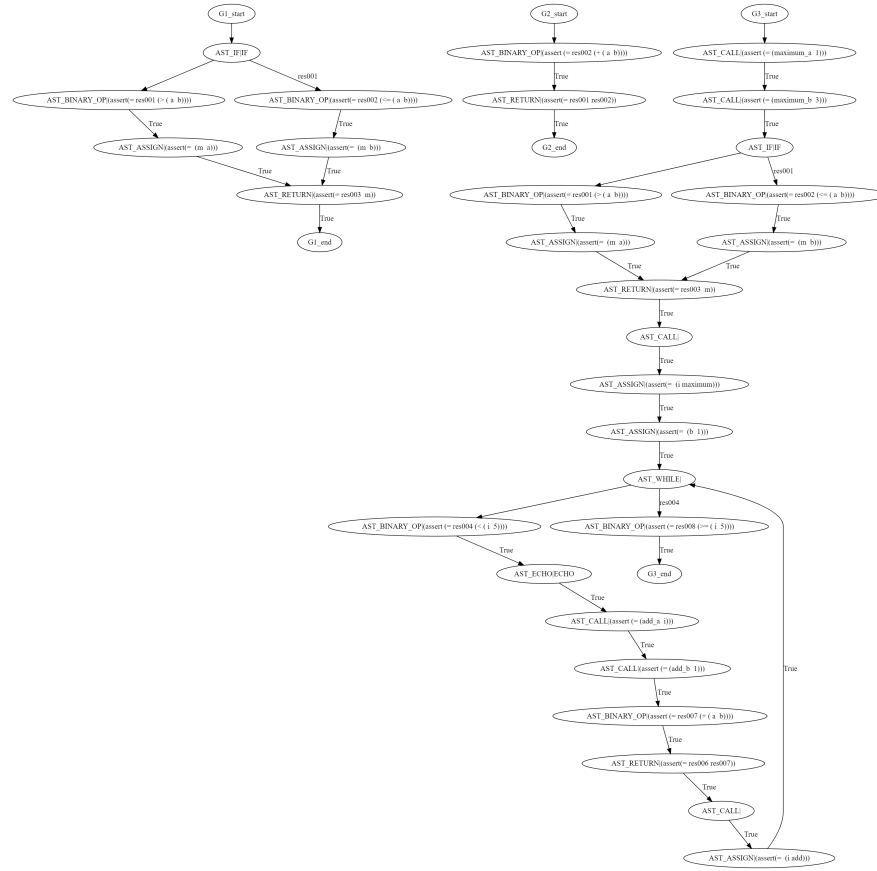 G1_start
AST_IF|IF
res001
AST_BINARY_OP|(assert(= res001 (> ( a  b))))
AST_BINARY_OP|(assert(= res002 (<= ( a  b))))
True
True
AST_ASSIGN|(assert(=  (m  a)))
AST_ASSIGN|(assert(=  (m  b)))
True
True
AST_RETURN|(assert(= res003  m))
True
G1_end
G2_start
AST_BINARY_OP|(assert (= res002 (+ ( a  b))))
True
AST_RETURN|(assert(= res001 res002))
True
G2_end
G3_start
AST_CALL|(assert (= (maximum_a  1)))
True
AST_CALL|(assert (= (maximum_b  3)))
True
AST_IF|IF
res001
AST_BINARY_OP|(assert(= res001 (> ( a  b))))
AST_BINARY_OP|(assert(= res002 (<= ( a  b))))
True
True
AST_ASSIGN|(assert(=  (m  a)))
AST_ASSIGN|(assert(=  (m  b)))
True
True
AST_RETURN|(assert(= res003  m))
True
AST_CALL|
True
AST_ASSIGN|(assert(=  (i maximum)))
True
AST_ASSIGN|(assert(=  (b  1)))
True
AST_WHILE|
res004
AST_BINARY_OP|(assert (= res004 (< ( i  5))))
AST_BINARY_OP|(assert (= res008 (>= ( i  5))))
True
True
AST_ECHO|ECHO
G3_end
True
AST_CALL|(assert (= (add_a  i)))
True
AST_CALL|(assert (= (add_b  1)))
True
True
AST_BINARY_OP|(assert (= res007 (+ ( a  b))))
True
AST_RETURN|(assert(= res006 res007))
True
AST_CALL|
True
AST_ASSIGN|(assert(=  (i add)))